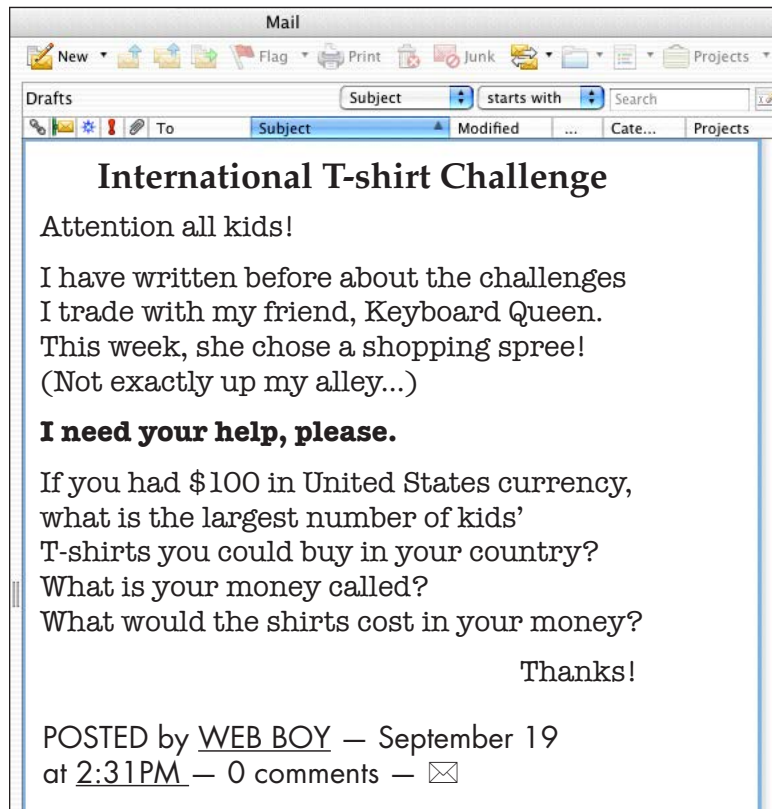 Mail
New Flag Print Junk Projects
Drafts Subject starts with Search
To Subject Modified ... Cate... Projects
International T-shirt Challenge
Attention all kids!
I have written before about the challenges
I trade with my friend, Keyboard Queen.
This week, she chose a shopping spree!
(Not exactly up my alley...)
I need your help, please.
If you had $100 in United States currency,
what is the largest number of kids’
T-shirts you could buy in your country?
What is your money called?
What would the shirts cost in your money?
Thanks!
POSTED by WEB BOY — September 19
at 2:31PM — 0 comments —